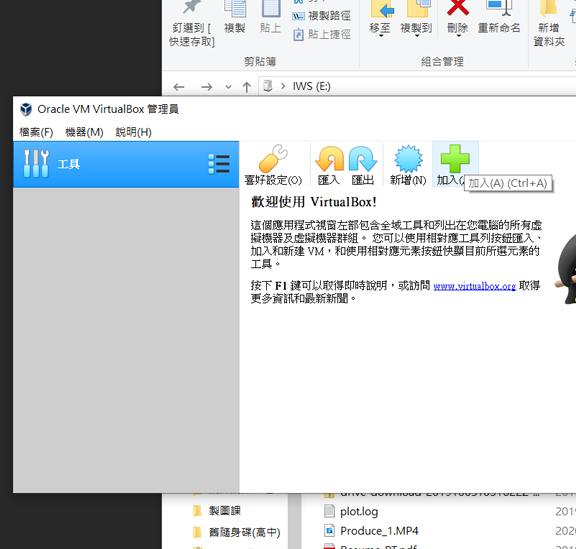 釘選到 [
快速存取]
複製
貼上
複製路徑
貼上捷徑
剪貼簿
移至
複製到
刪除
重新命名
組合管理
新增
資料夾
IWS (E:)
Oracle VM VirtualBox 管理員
檔案(F) 機器(M) 說明(H)
工具
喜好設定(O)
匯入
匯出
新增(N)
加入(
加入(A) (Ctrl+A)
歡迎使用 VirtualBox!
這個應用程式視窗左部包含全域工具和列出在您電腦的所有虛
擬機器及虛擬機器群組。 您可以使用相對應工具列按鈕匯入、
加入和新建 VM，和使用相對應元素按鈕快顯目前所選元素的
工具。
按下 F1 鍵可以取得即時說明，或訪問 www.virtualbox.org 取得
更多資訊和最新新聞。
製圖課
plot.log
201
舊隨身碟(高中)
Produce_1.MP4
202